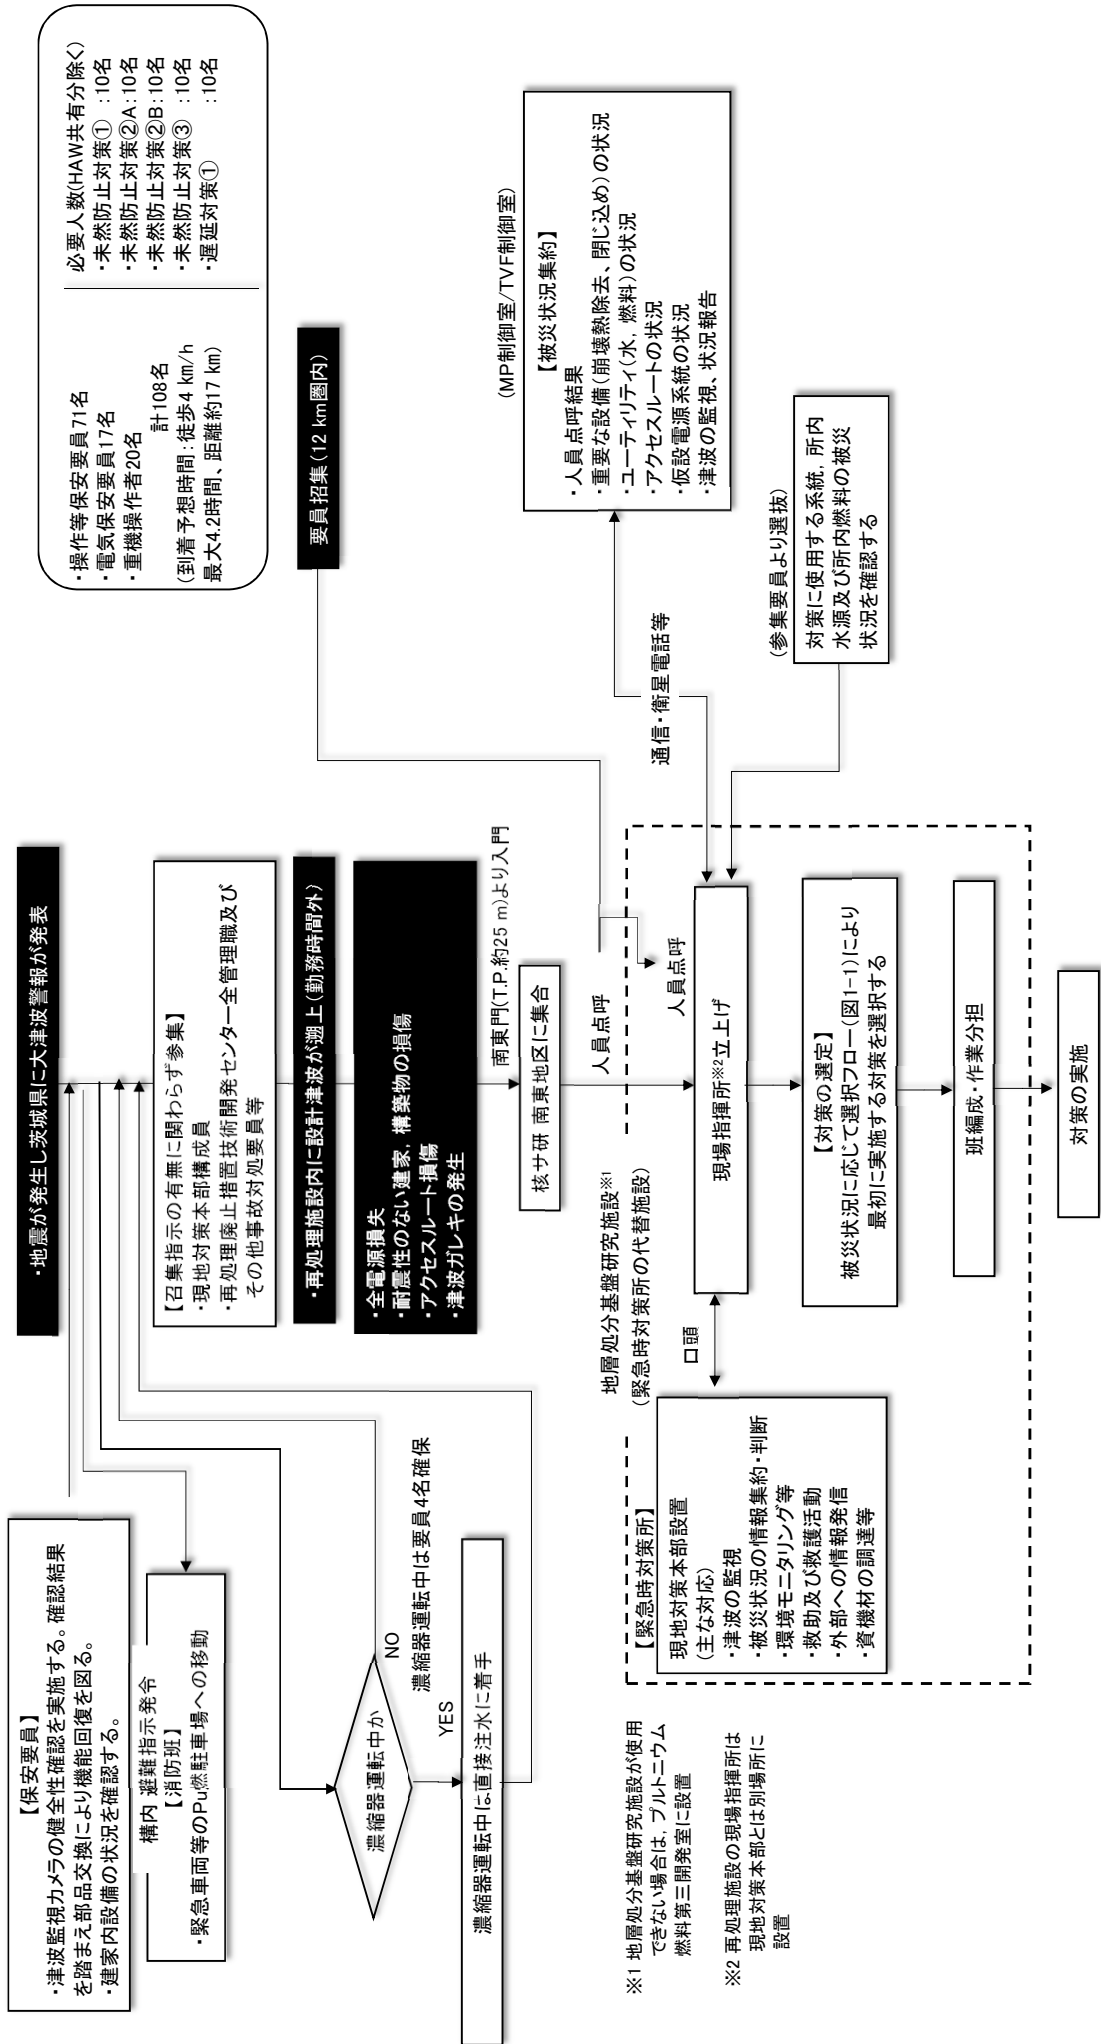 【保安要員】
・津波監視カメラの健全性確認を実施する。確認結果
を踏まえ部品交換により機能回復を図る。
・建家内設備の状況を確認する。
構内 避難指示発令
【消防班】
・緊急車両等のPu燃駐車場への移動
濃縮器運転中か
NO
濃縮器運転中は要員4名確保
YES
濃縮器運転中は直接注水に着手
・地震が発生し茨城県に大津波警報が発表
【召集指示の有無に関わらず参集】
・現地対策本部構成員
・再処理廃止措置技術開発センター全管理職及び
その他事故対処要員等
・再処理施設内に設計津波が遡上(勤務時間外)
・全電源損失
・耐震性のない建家, 構築物の損傷
・アクセスルート損傷
・津波ガレキの発生
南東門(T.P.約25 m)より入門
核サ研 南東地区に集合
人員点呼
人員点呼
・操作等保安要員71名
・電気保安要員17名
・重機操作者20名
計108名
(到着予想時間:徒歩4 km/h
最大4.2時間、距離約17 km)
必要人数(HAW共有分除く)
・未然防止対策① :10名
・未然防止対策②A:10名
・未然防止対策②B:10名
・未然防止対策③ :10名
・遅延対策① :10名
要員招集(12 km圏内)
(MP制御室/TVF制御室)
【被災状況集約】
・人員点呼結果
・重要な設備(崩壊熱除去、閉じ込め)の状況
・ユーティリティ(水, 燃料)の状況
・アクセスルートの状況
・仮設電源系統の状況
・津波の監視、状況報告
通信・衛星電話等
(参集要員より選抜)
対策に使用する系統, 所内
水源及び所内燃料の被災
状況を確認する
地層処分基盤研究施設※1
(緊急時対策所の代替施設)
【緊急時対策所】
現地対策本部設置
(主な対応)
・津波の監視
・被災状況の情報集約・判断
・環境モニタリング等
・救助及び救護活動
・外部への情報発信
・資機材の調達等
口頭
現場指揮所※2立上げ
【対策の選定】
被災状況に応じて選択フロー(図1-1)により
最初に実施する対策を選択する
班編成・作業分担
対策の実施
※1 地層処分基盤研究施設が使用
できない場合は, プルトニウム
燃料第三開発室に設置
※2 再処理施設の現場指揮所は
現地対策本部とは別場所に
設置